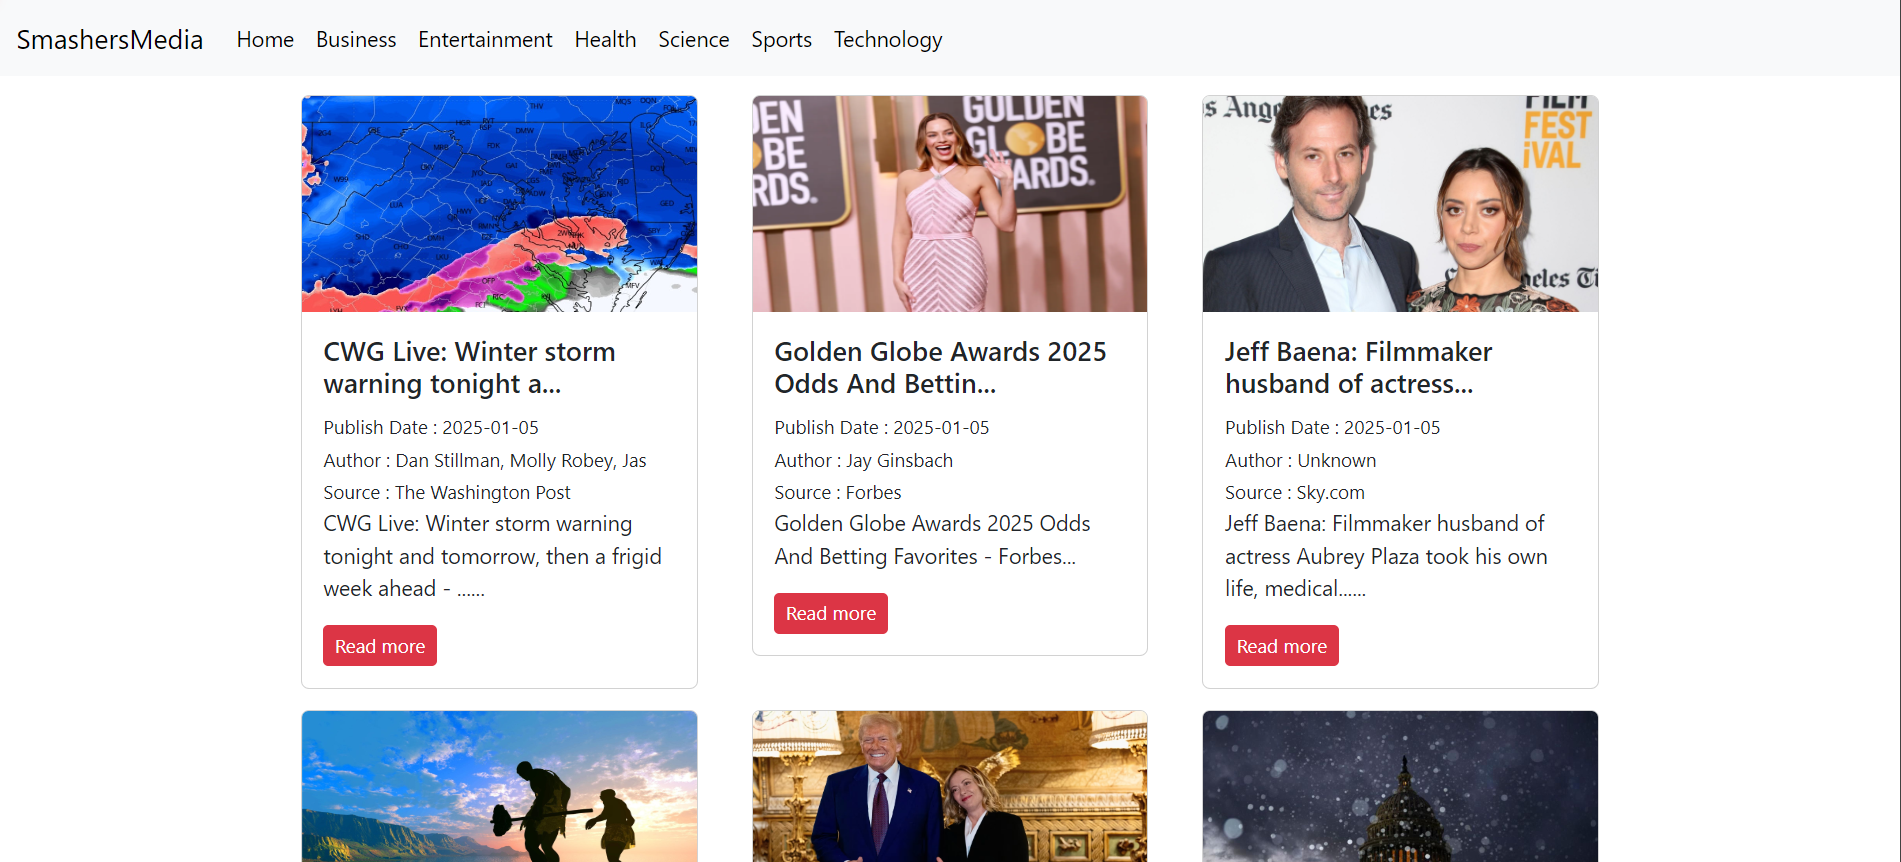 SmashersMedia Home Business Entertainment Health Science Sports Technology
GOLDEN
GLOBE
AWARDS.
s Angeles Times
FILM
FEST
iVAL
CWG Live: Winter storm
warning tonight a...
Publish Date : 2025-01-05
Author : Dan Stillman, Molly Robey, Jas
Source : The Washington Post
CWG Live: Winter storm warning
tonight and tomorrow, then a frigid
week ahead - ......
Read more
Golden Globe Awards 2025
Odds And Bettin...
Publish Date : 2025-01-05
Author : Jay Ginsbach
Source : Forbes
Golden Globe Awards 2025 Odds
And Betting Favorites - Forbes...
Read more
Jeff Baena: Filmmaker
husband of actress...
Publish Date : 2025-01-05
Author : Unknown
Source : Sky.com
Jeff Baena: Filmmaker husband of
actress Aubrey Plaza took his own
life, medical......
Read more